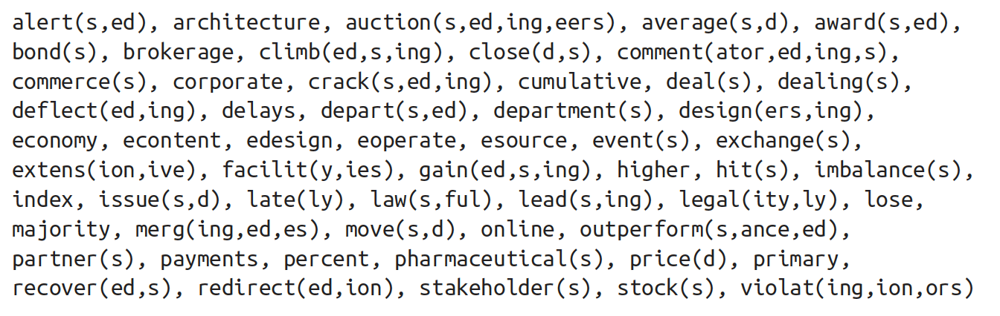 alert(s,ed), architecture, auction(s,ed,ing,eers), average(s,d), award(s,ed),
bond(s), brokerage, climb(ed,s,ing), close(d,s), comment(ator,ed,ing,s),
commerce(s), corporate, crack(s,ed,ing), cumulative, deal(s), dealing(s),
deflect(ed,ing), delays, depart(s,ed), department(s), design(ers,ing),
economy, econtent, edesign, eoperate, esource, event(s), exchange(s),
extens(ion,ive), facilit(y,ies), gain(ed,s,ing), higher, hit(s), imbalance(s),
index, issue(s,d), late(ly), law(s,ful), lead(s,ing), legal(ity,ly), lose,
majority, merg(ing,ed,es), move(s,d), online, outperform(s,ance,ed),
partner(s), payments, percent, pharmaceutical(s), price(d), primary,
recover(ed,s), redirect(ed,ion), stakeholder(s), stock(s), violat(ing,ion,ors)